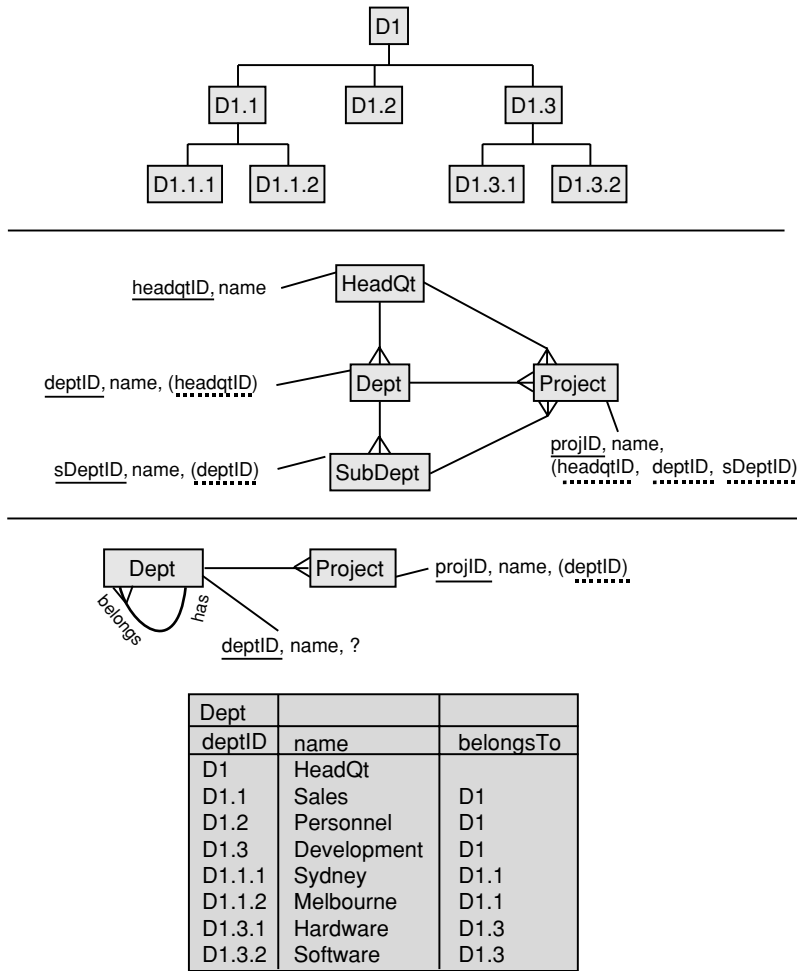 D1
D1.1 D1.2 D1.3
D1.1.1 D1.1.2 D1.3.1 D1.3.2
headqtID, name
HeadQt
deptID, name, (headqtID)
Dept
Project
projID, name,
(headqtID, deptID, sDeptID)
sDeptID, name, (deptID)
SubDept
Dept
Project
projID, name, (deptID)
belongs
has
deptID, name, ?
Dept
deptID name belongsTo
D1 HeadQt
D1.1 Sales D1
D1.2 Personnel D1
D1.3 Development D1
D1.1.1 Sydney D1.1
D1.1.2 Melbourne D1.1
D1.3.1 Hardware D1.3
D1.3.2 Software D1.3